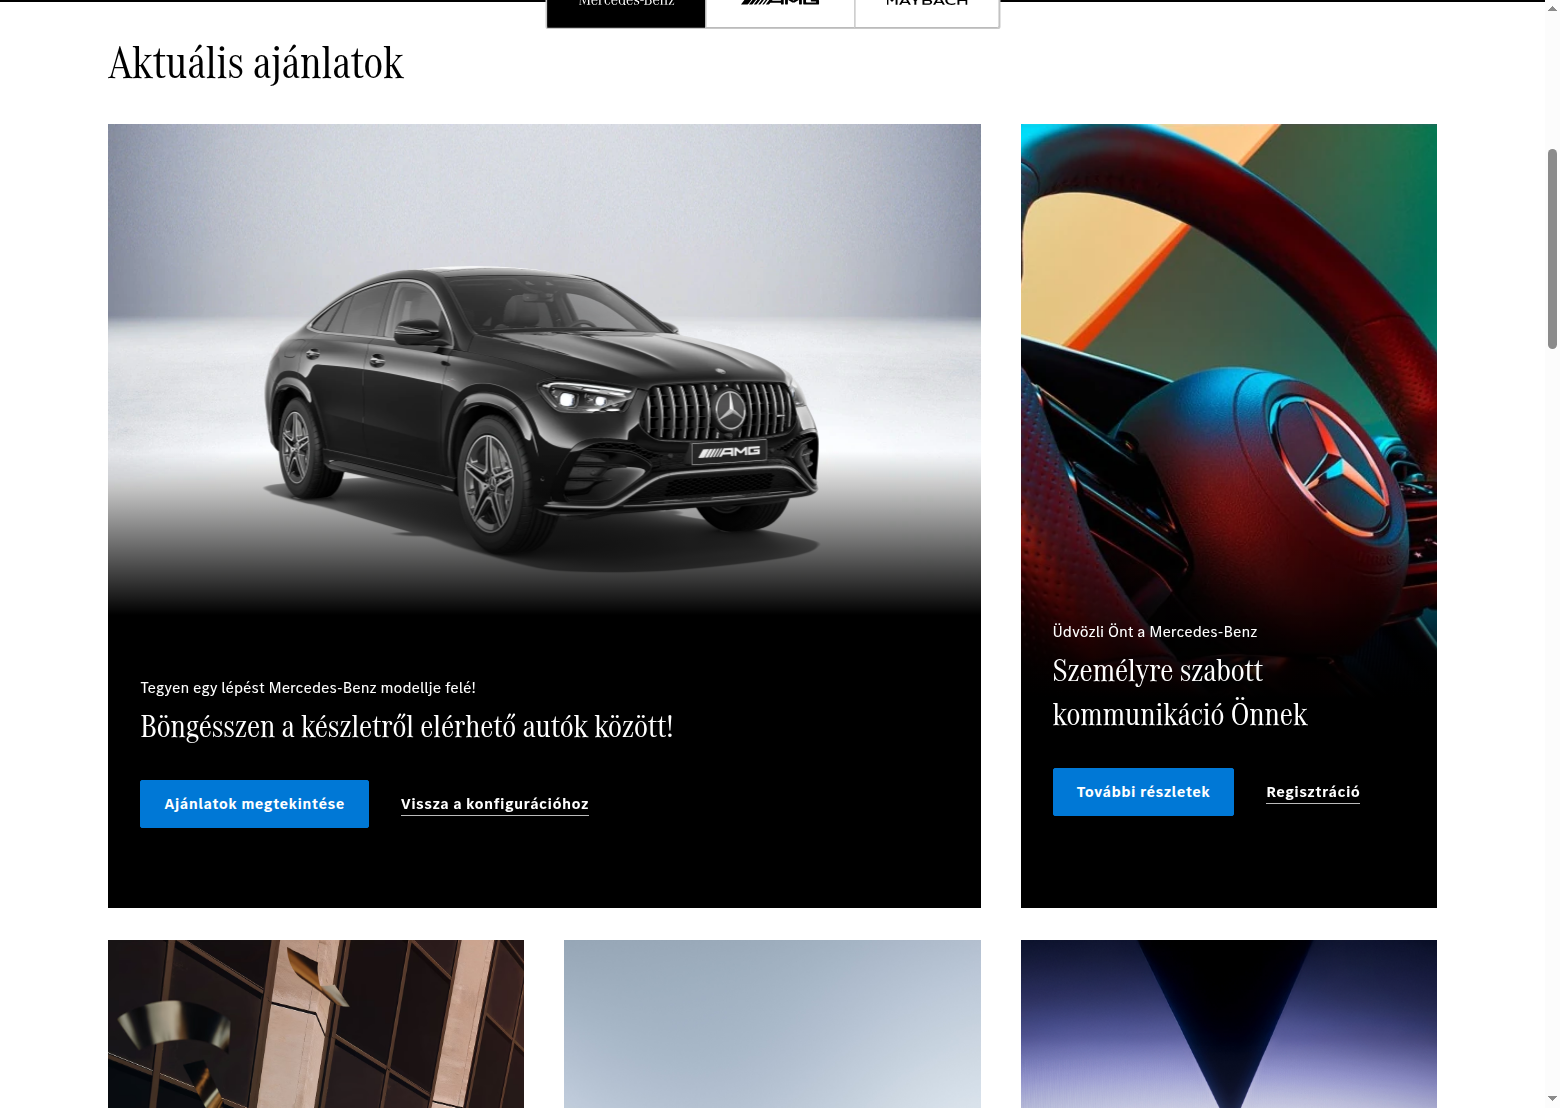 Mercedes-Benz
AMG
MAYBACH
Aktuális ajánlatok
AMG
Tegyen egy lépést Mercedes-Benz modellje felé!
Böngésszen a készletről elérhető autók között!
Ajánlatok megtekintése
Vissza a konfigurációhoz
Üdvözli Önt a Mercedes-Benz
Személyre szabott
kommunikáció Önnek
További részletek
Regisztráció